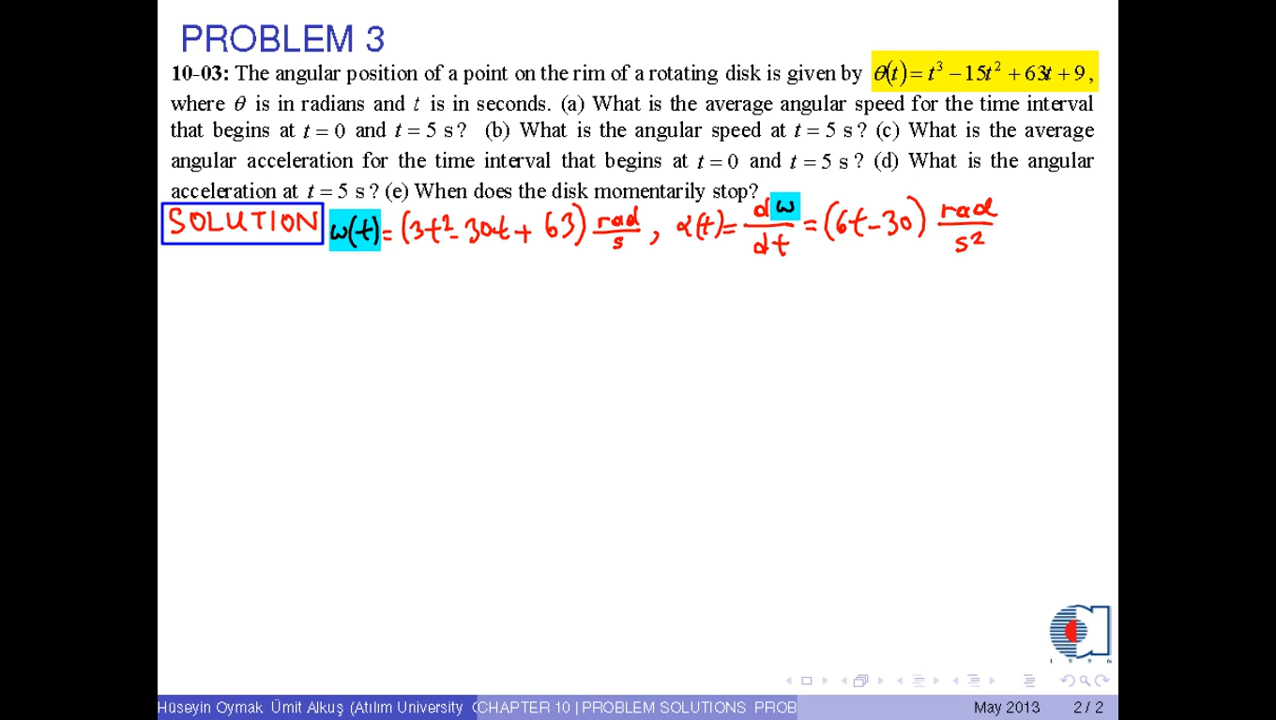 PROBLEM 3
10-03: The angular position of a point on the rim of a rotating disk is given by θ(t) = t³ − 15t² + 63t + 9,
where θ is in radians and t is in seconds. (a) What is the average angular speed for the time interval
that begins at t = 0 and t = 5 s? (b) What is the angular speed at t = 5 s? (c) What is the average
angular acceleration for the time interval that begins at t = 0 and t = 5 s? (d) What is the angular
acceleration at t = 5 s? (e) When does the disk momentarily stop?
SOLUTION ω(t) = (3t² − 30t + 63) rad/s, α(t) = dω/dt = (6t − 30) rad/s²
1 9 9 6
Hüseyin Oymak, Ümit Alkuş (Atılım University CHAPTER 10 | PROBLEM SOLUTIONS PROB May 2013 2 / 2